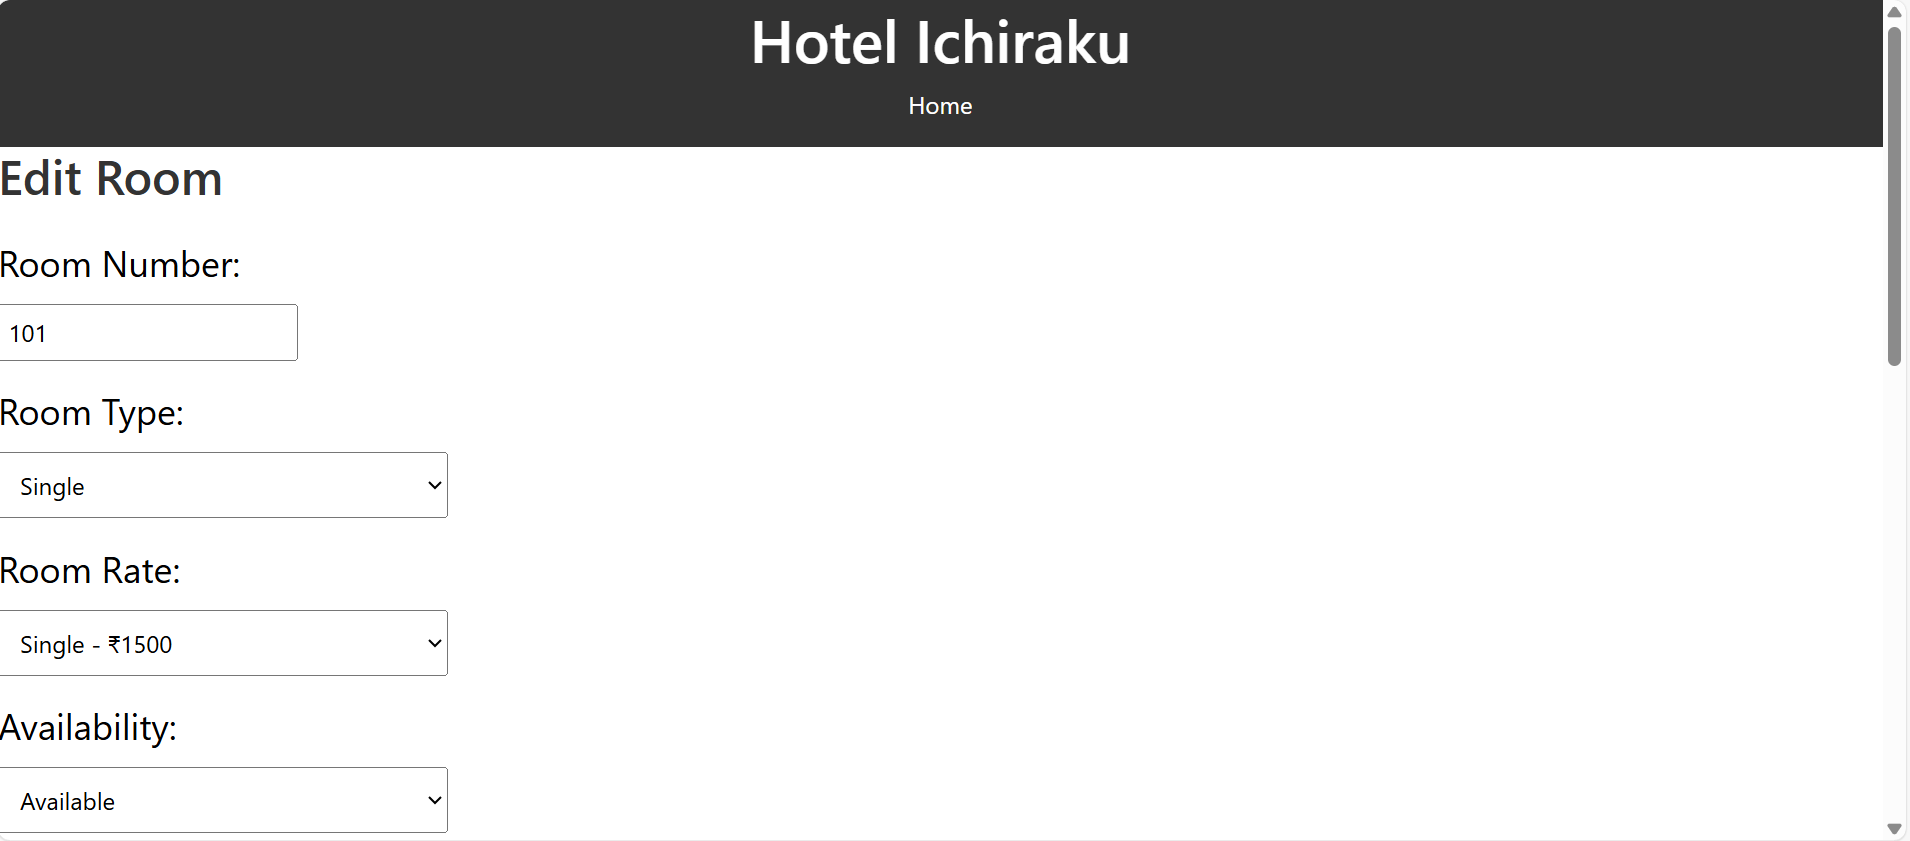 Hotel Ichiraku
Home
Edit Room
Room Number:
101
Room Type:
Single
Room Rate:
Single - ₹1500
Availability:
Available